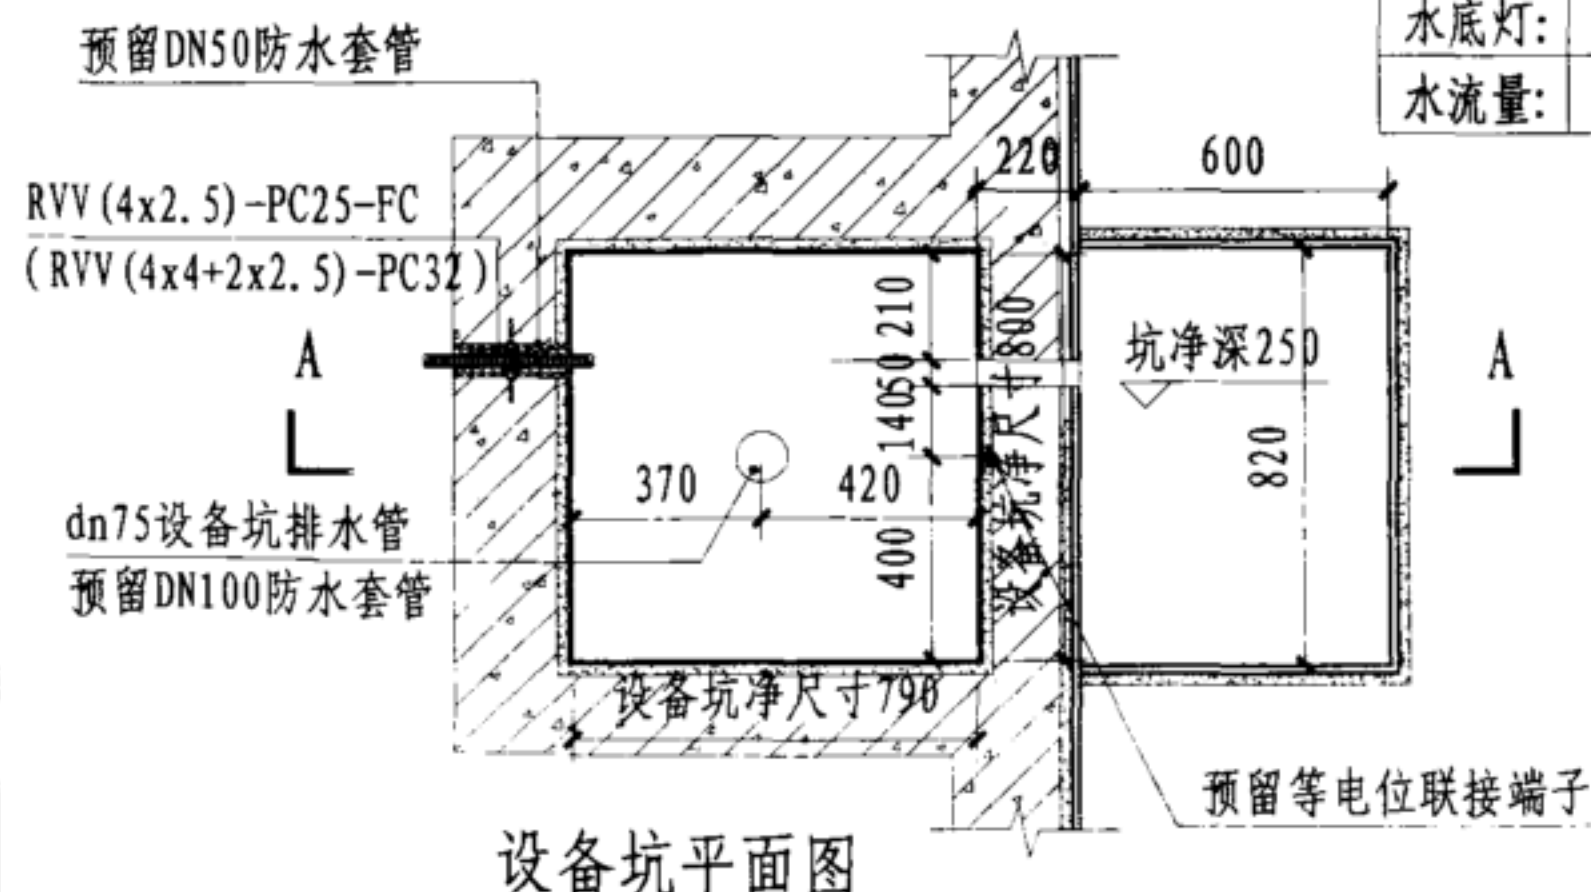 水底灯:
预留DN50防水套管
水流量:
220
600
RVV(4x2.5)-PC25-FC
(RVV(4x4+2x2.5)-PC32)
210
设备坑净尺寸800
A
坑净深250
A
50
140
820
370
420
dn75设备坑排水管
400
预留DN100防水套管
设备坑净尺寸790
预留等电位联接端子
设备坑平面图